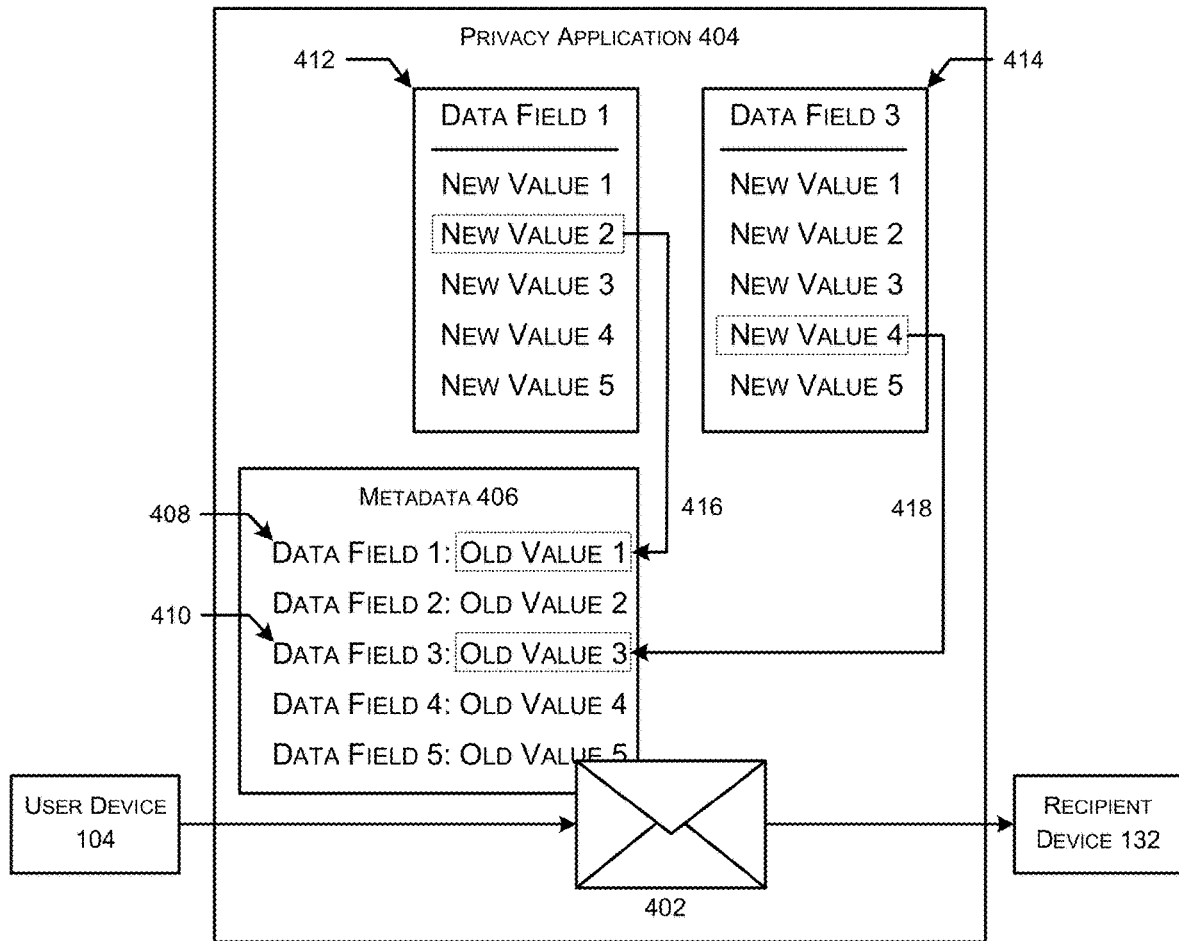 PRIVACY APPLICATION 404
412
414
DATA FIELD 1
NEW VALUE 1
NEW VALUE 2
NEW VALUE 3
NEW VALUE 4
NEW VALUE 5
DATA FIELD 3
NEW VALUE 1
NEW VALUE 2
NEW VALUE 3
NEW VALUE 4
NEW VALUE 5
416
418
METADATA 406
408
DATA FIELD 1: OLD VALUE 1
DATA FIELD 2: OLD VALUE 2
410
DATA FIELD 3: OLD VALUE 3
DATA FIELD 4: OLD VALUE 4
DATA FIELD 5: OLD VALUE 5
USER DEVICE
104
402
RECIPIENT
DEVICE 132